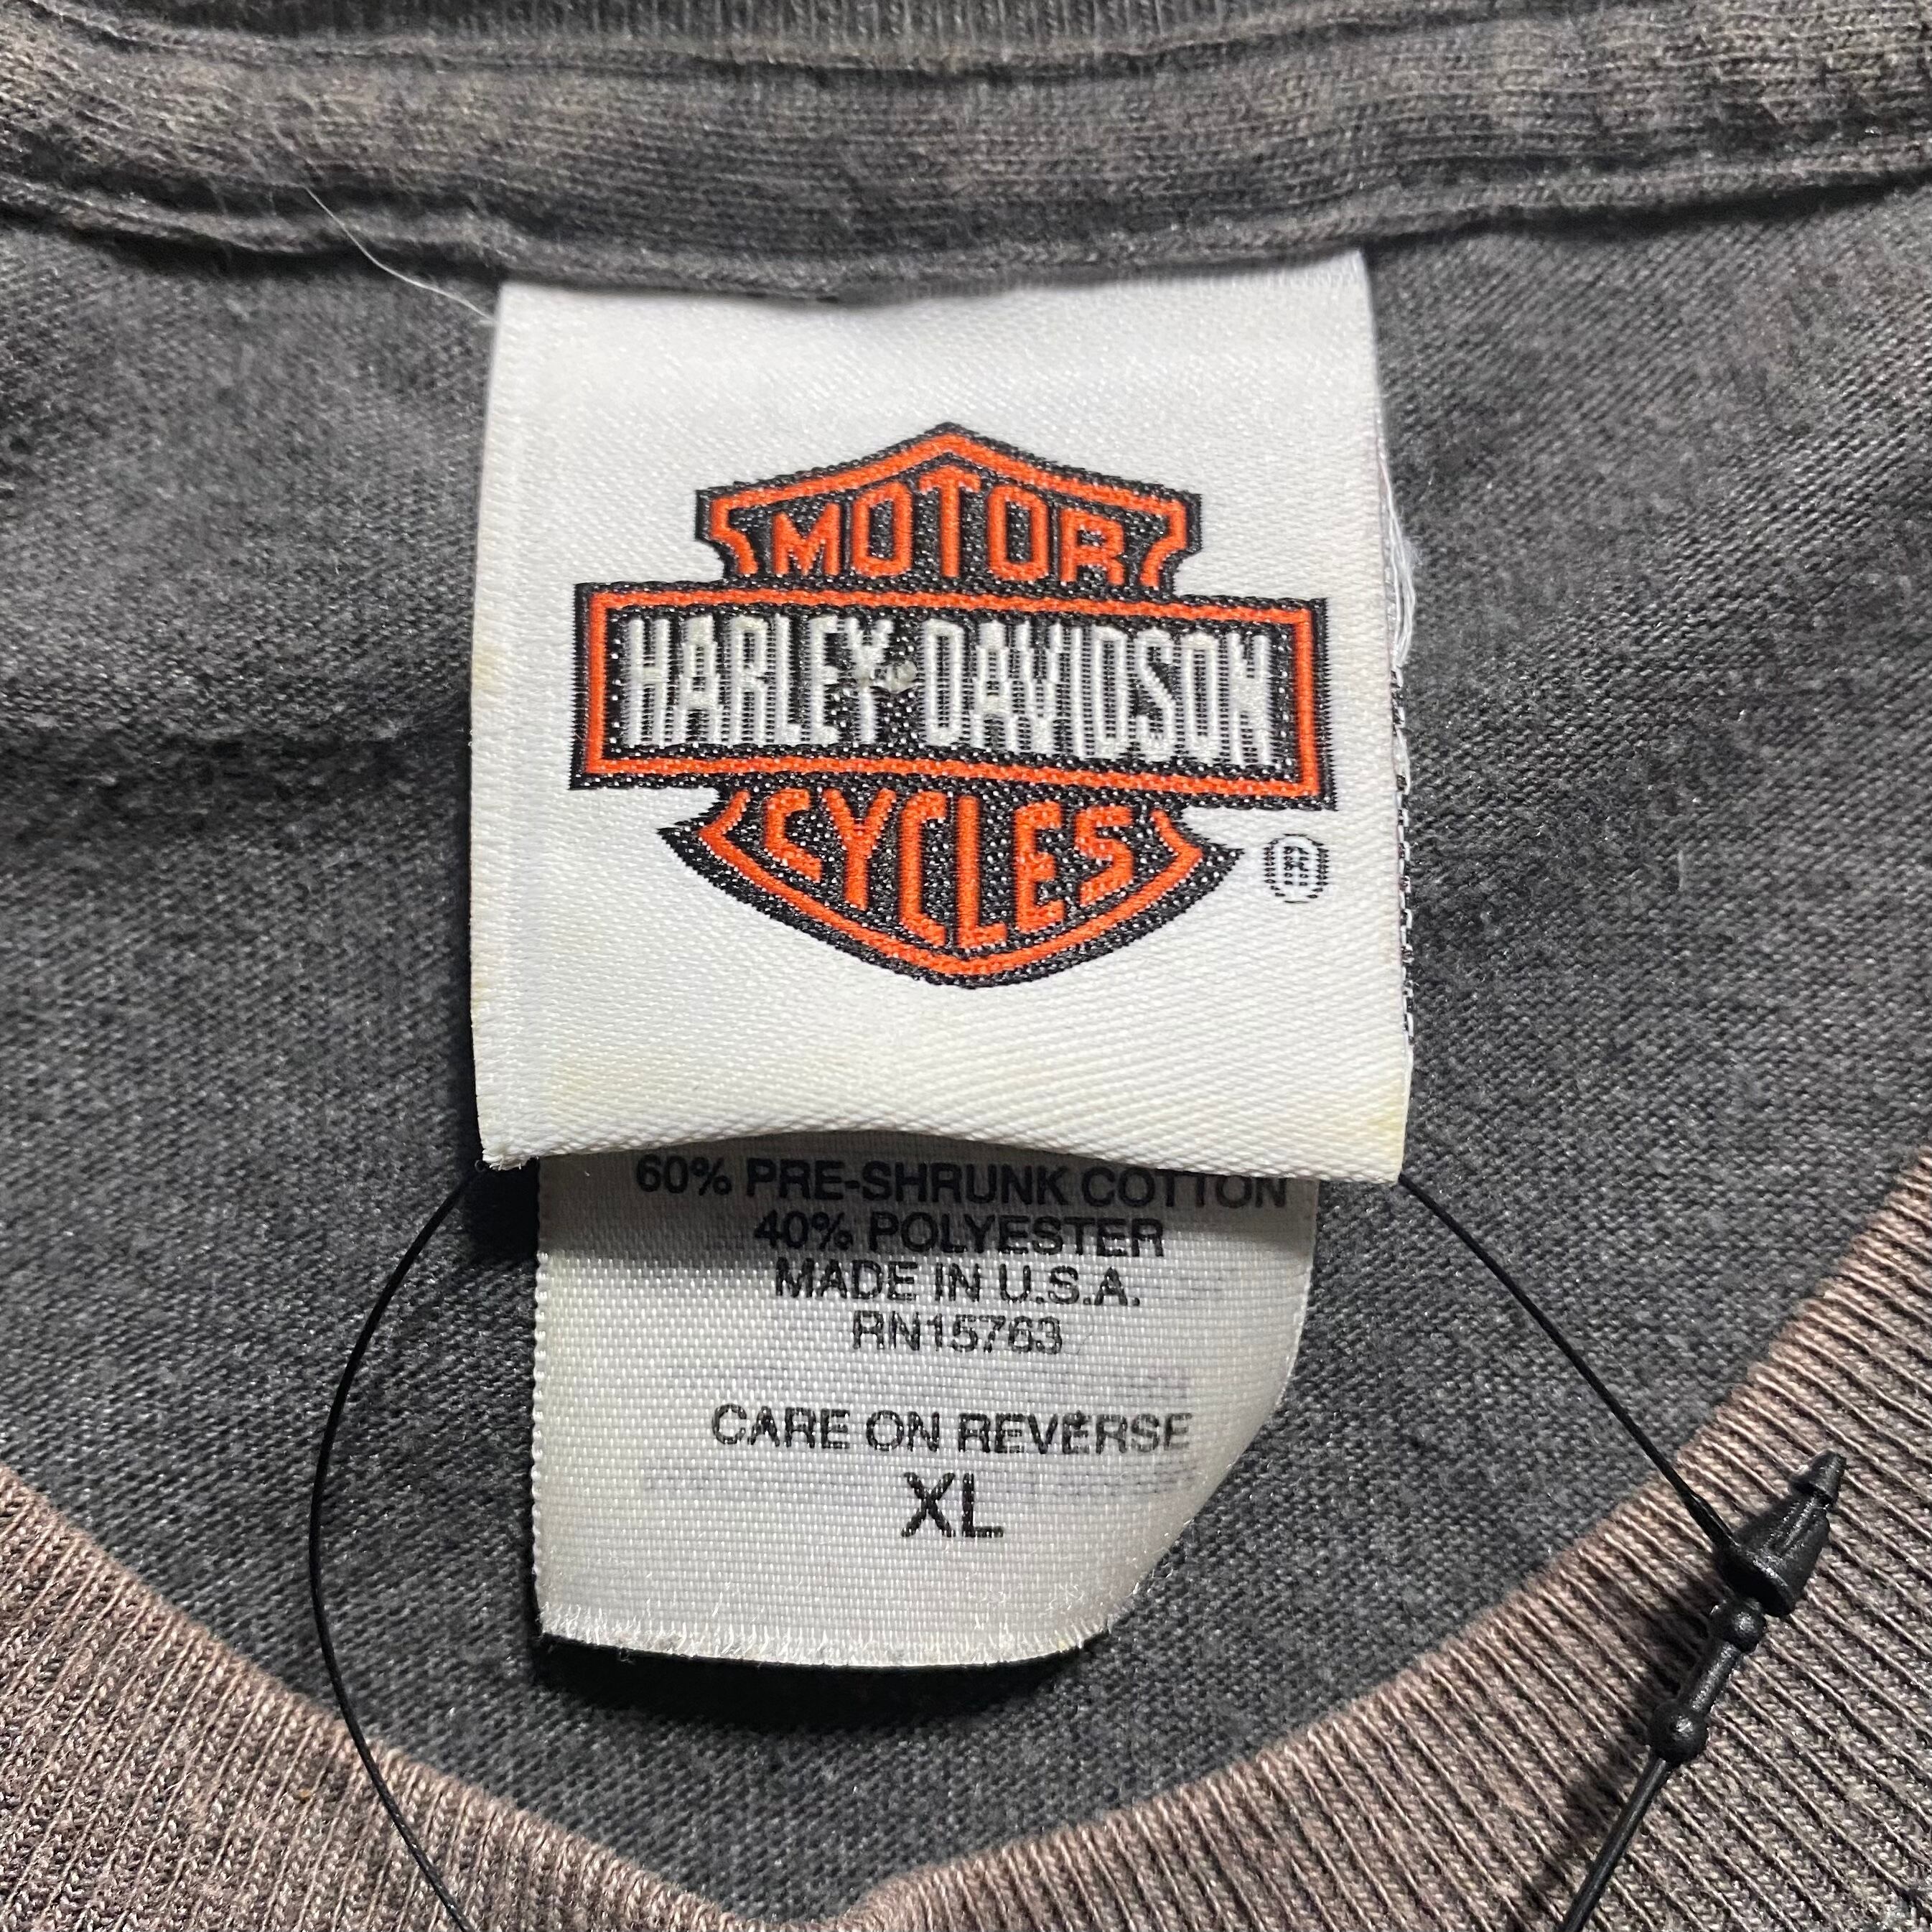 MOTOR
HARLEY-DAVIDSON
CYCLES
®
60% PRE-SHRUNK COTTON
40% POLYESTER
MADE IN U.S.A.
RN15763
CARE ON REVERSE
XL